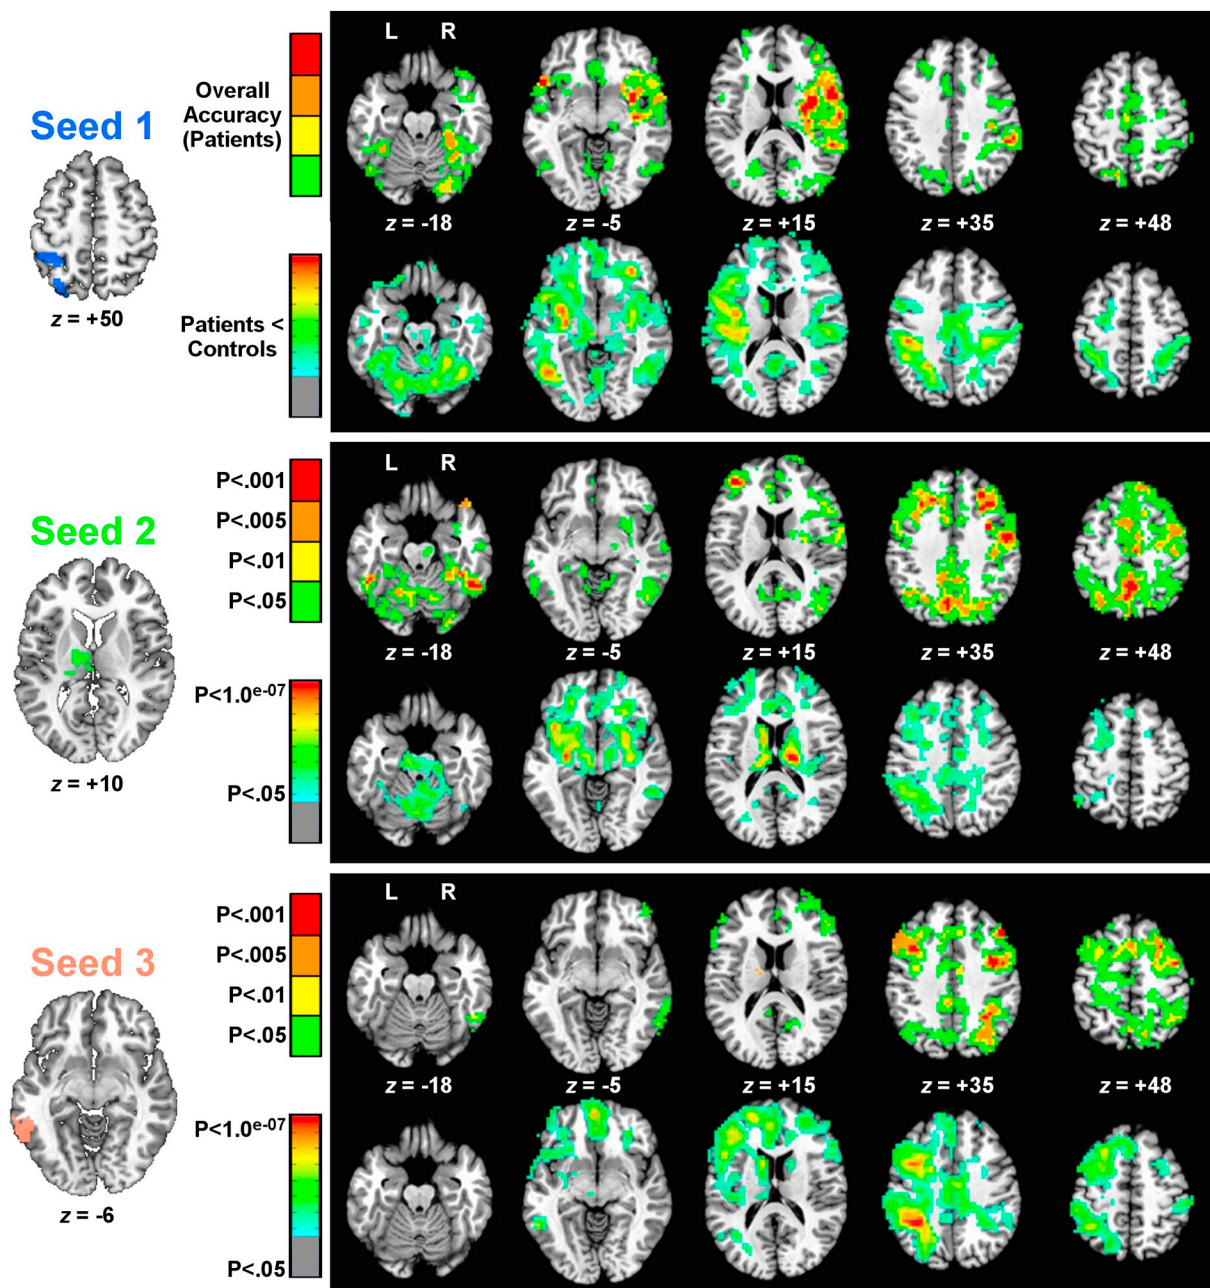 L R
Overall
Accuracy
(Patients)
Seed 1
z = +50
z = -18 z = -5 z = +15 z = +35 z = +48
Patients <
Controls
L R
P<.001
P<.005
P<.01
P<.05
Seed 2
z = +10
z = -18 z = -5 z = +15 z = +35 z = +48
P<1.0e-07
P<.05
L R
P<.001
P<.005
P<.01
P<.05
Seed 3
z = -6
z = -18 z = -5 z = +15 z = +35 z = +48
P<1.0e-07
P<.05